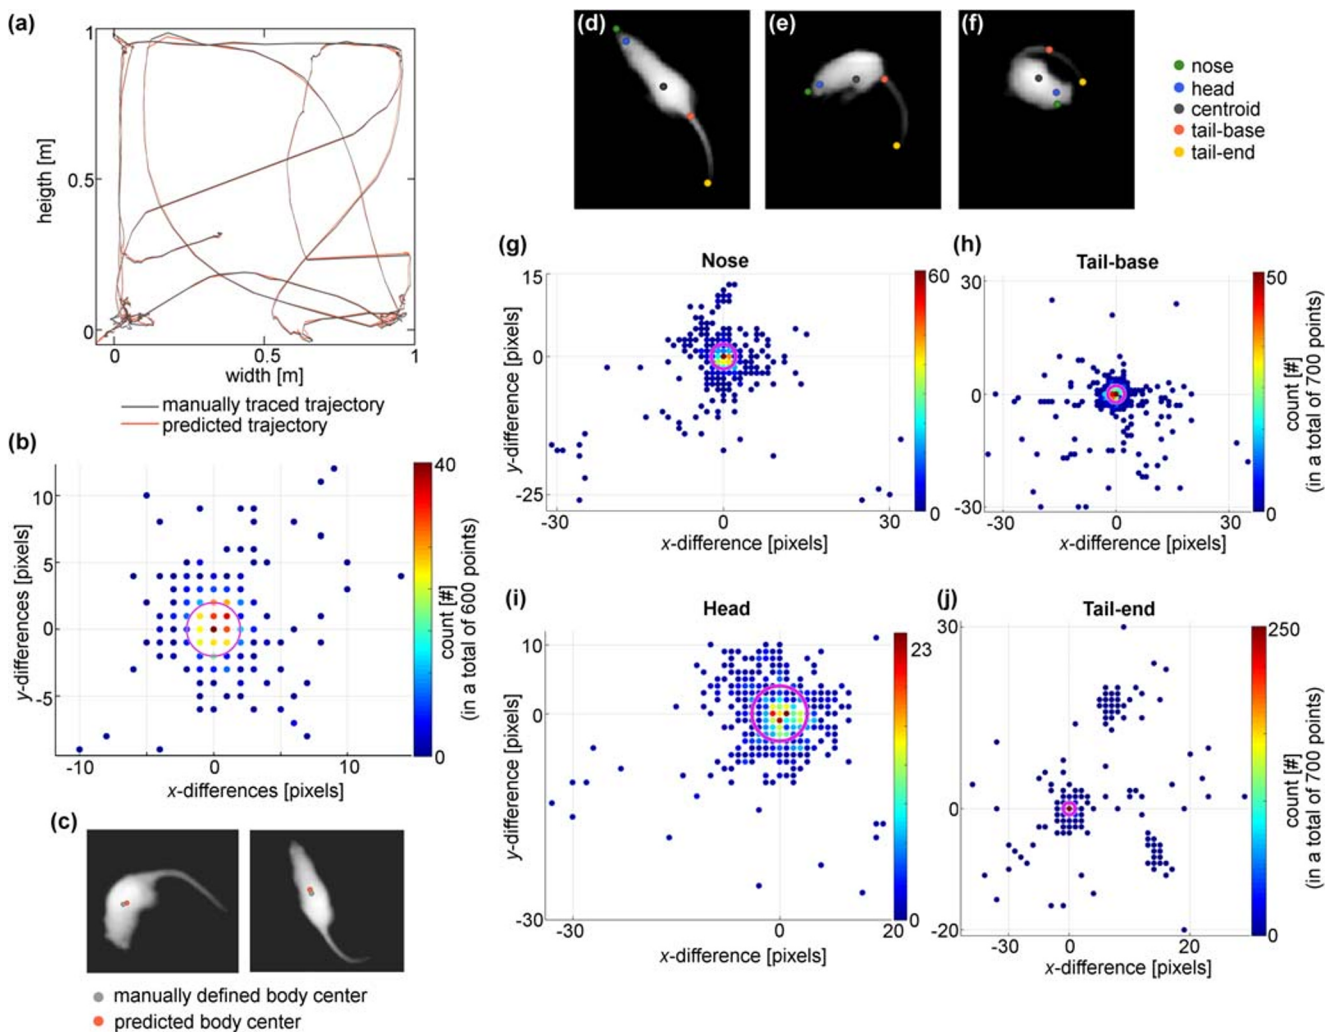 (a)
1
0.5
1
0
heigth [m]
0
0.5
1
width [m]
manually traced trajectory
predicted trajectory
(b)
10
5
0
-5
y-differences [pixels]
-10
0
10
x-differences [pixels]
40
0
count [#]
(in a total of 600 points)
(c)
manually defined body center
predicted body center
(d)
(e)
(f)
nose
head
centroid
tail-base
tail-end
(g)
Nose
15
0
-25
y-difference [pixels]
-30
0
30
x-difference [pixels]
60
0
(h)
Tail-base
30
0
-30
-30
0
30
x-difference [pixels]
50
0
count [#]
(in a total of 700 points)
(i)
Head
10
0
-30
y-difference [pixels]
-30
0
20
x-difference [pixels]
23
0
(j)
Tail-end
30
0
-20
-30
0
20
x-difference [pixels]
250
0
count [#]
(in a total of 700 points)